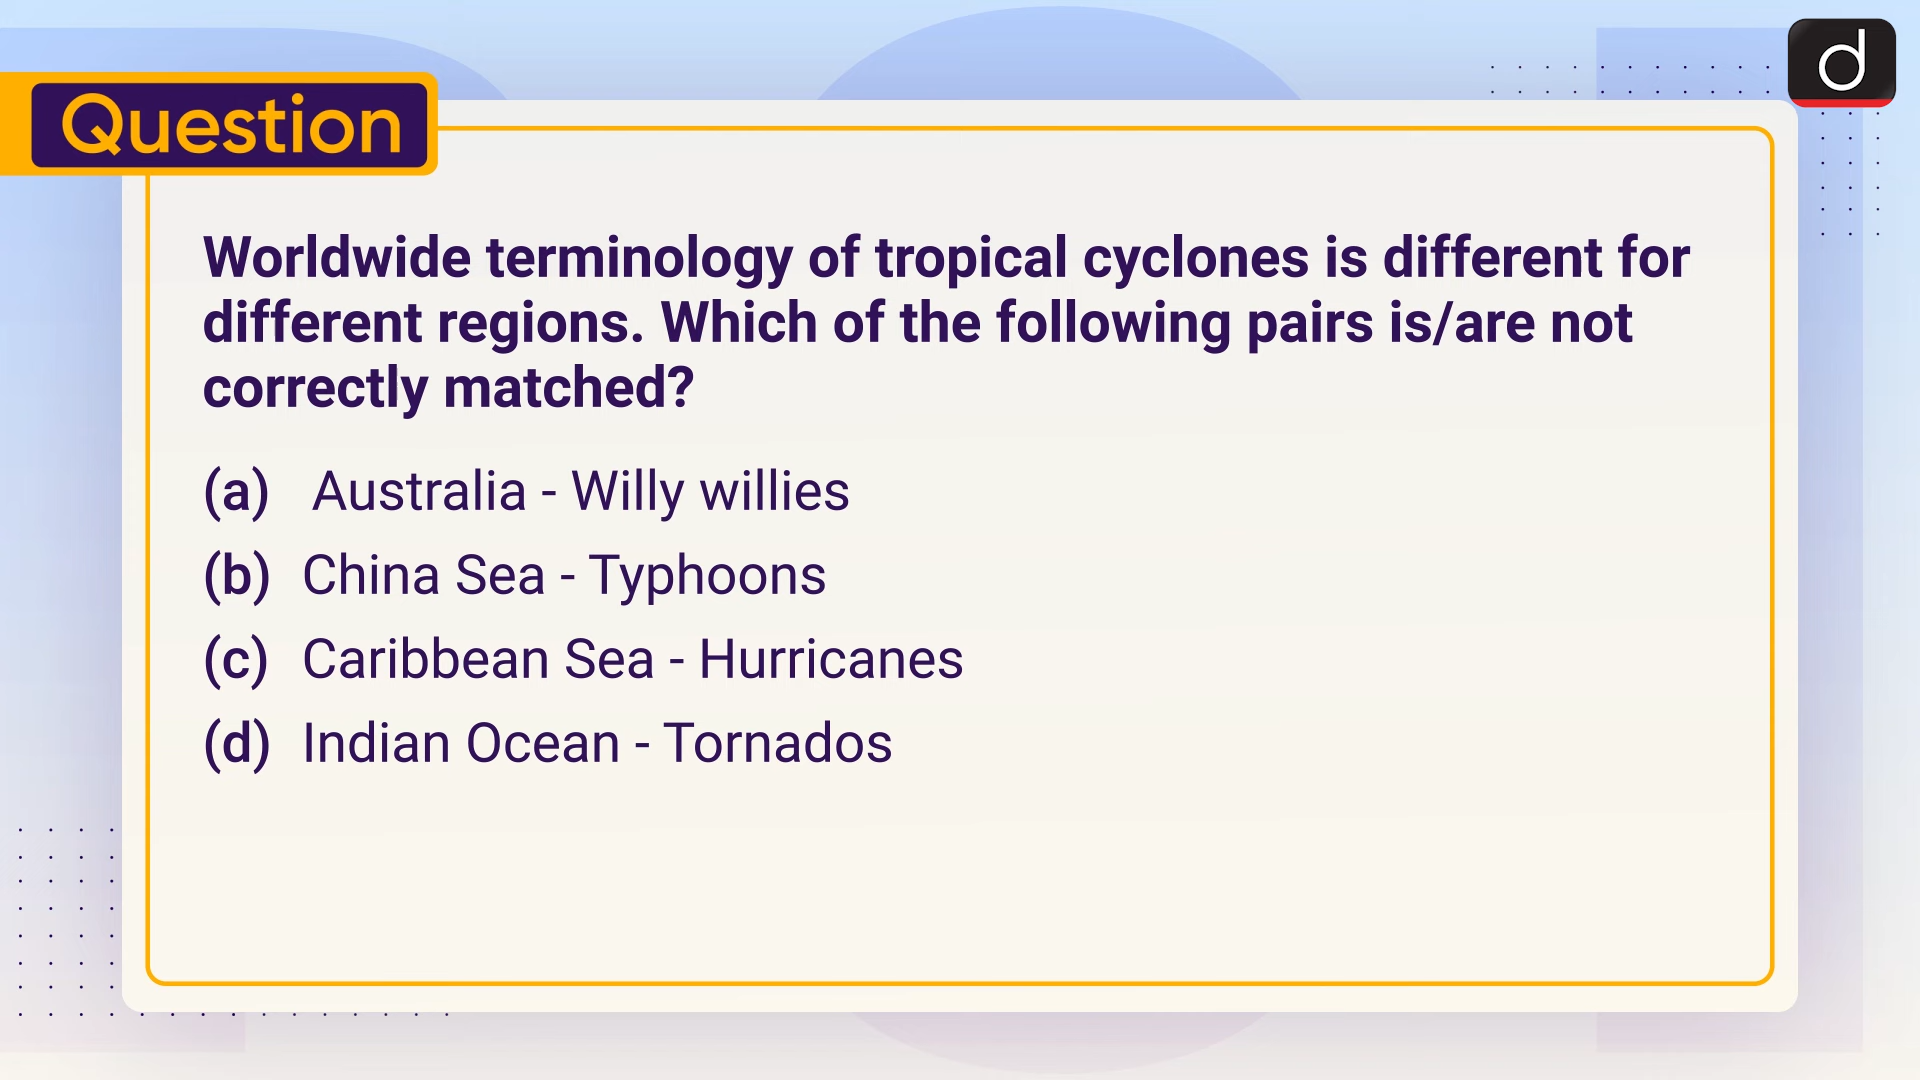 Question
Worldwide terminology of tropical cyclones is different for
different regions. Which of the following pairs is/are not
correctly matched?
(a) Australia - Willy willies
(b) China Sea - Typhoons
(c) Caribbean Sea - Hurricanes
(d) Indian Ocean - Tornados
d